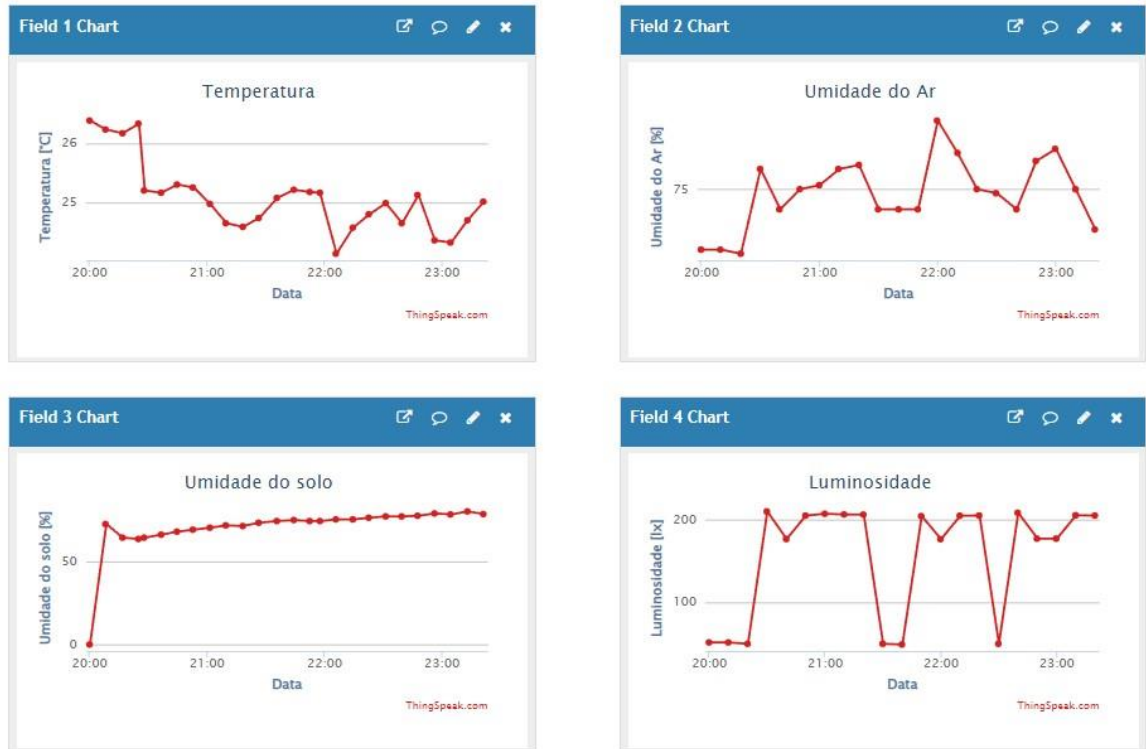 Field 1 Chart
Temperatura
Temperatura [°C]
26
25
20:00 21:00 22:00 23:00
Data
ThingSpeak.com
Field 2 Chart
Umidade do Ar
Umidade do Ar [%]
75
20:00 21:00 22:00 23:00
Data
ThingSpeak.com
Field 3 Chart
Umidade do solo
Umidade do solo [%]
50
0
20:00 21:00 22:00 23:00
Data
ThingSpeak.com
Field 4 Chart
Luminosidade
Luminosidade [lx]
200
100
20:00 21:00 22:00 23:00
Data
ThingSpeak.com